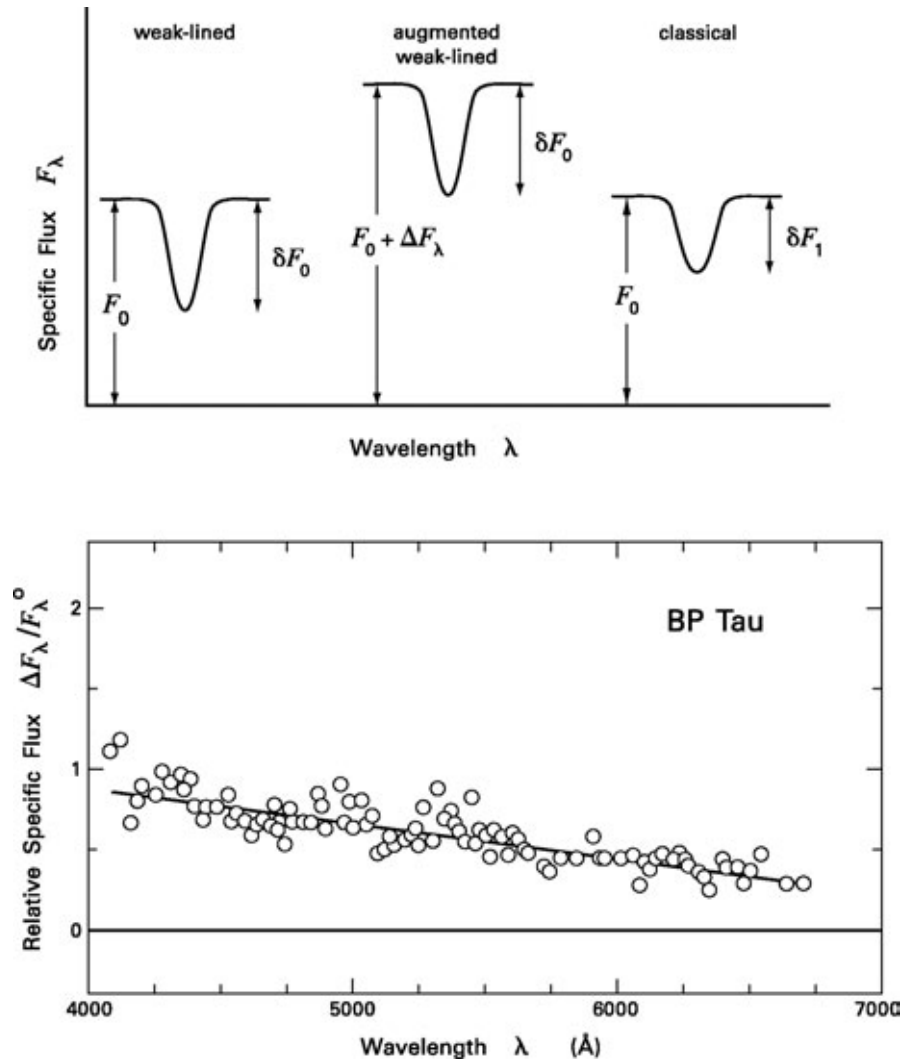 weak-lined
augmented
weak-lined
classical
Specific Flux F_λ
F_0
δF_0
F_0 + ΔF_λ
δF_0
F_0
δF_1
Wavelength λ
Relative Specific Flux ΔF_λ/F_λ^o
2
1
0
BP Tau
4000 5000 6000 7000
Wavelength λ (Å)